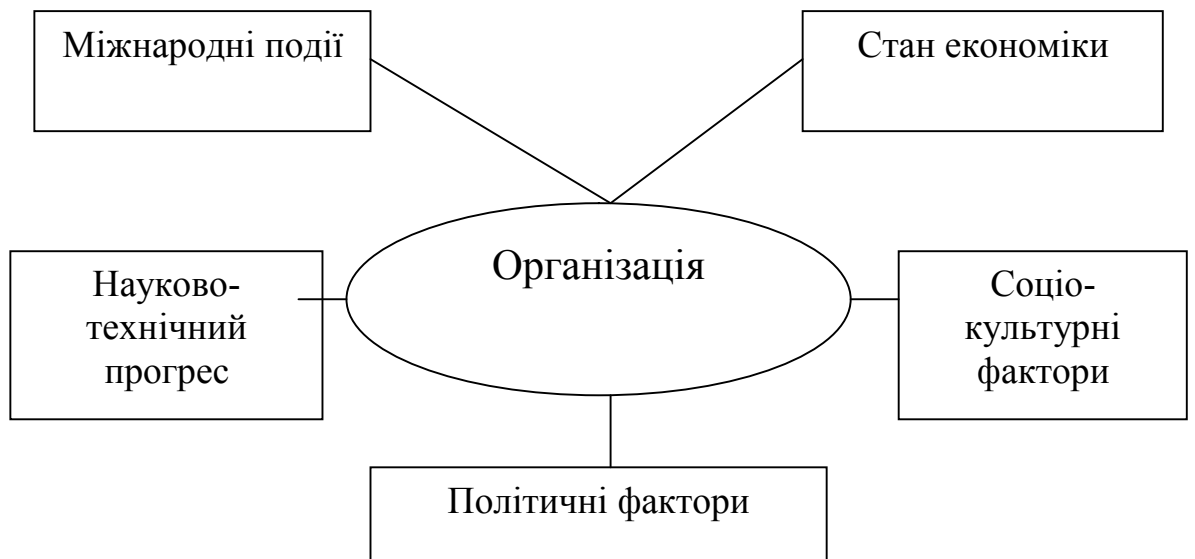 Міжнародні події
Стан економіки
Організація
Науково-
технічний
прогрес
Соціо-
культурні
фактори
Політичні фактори